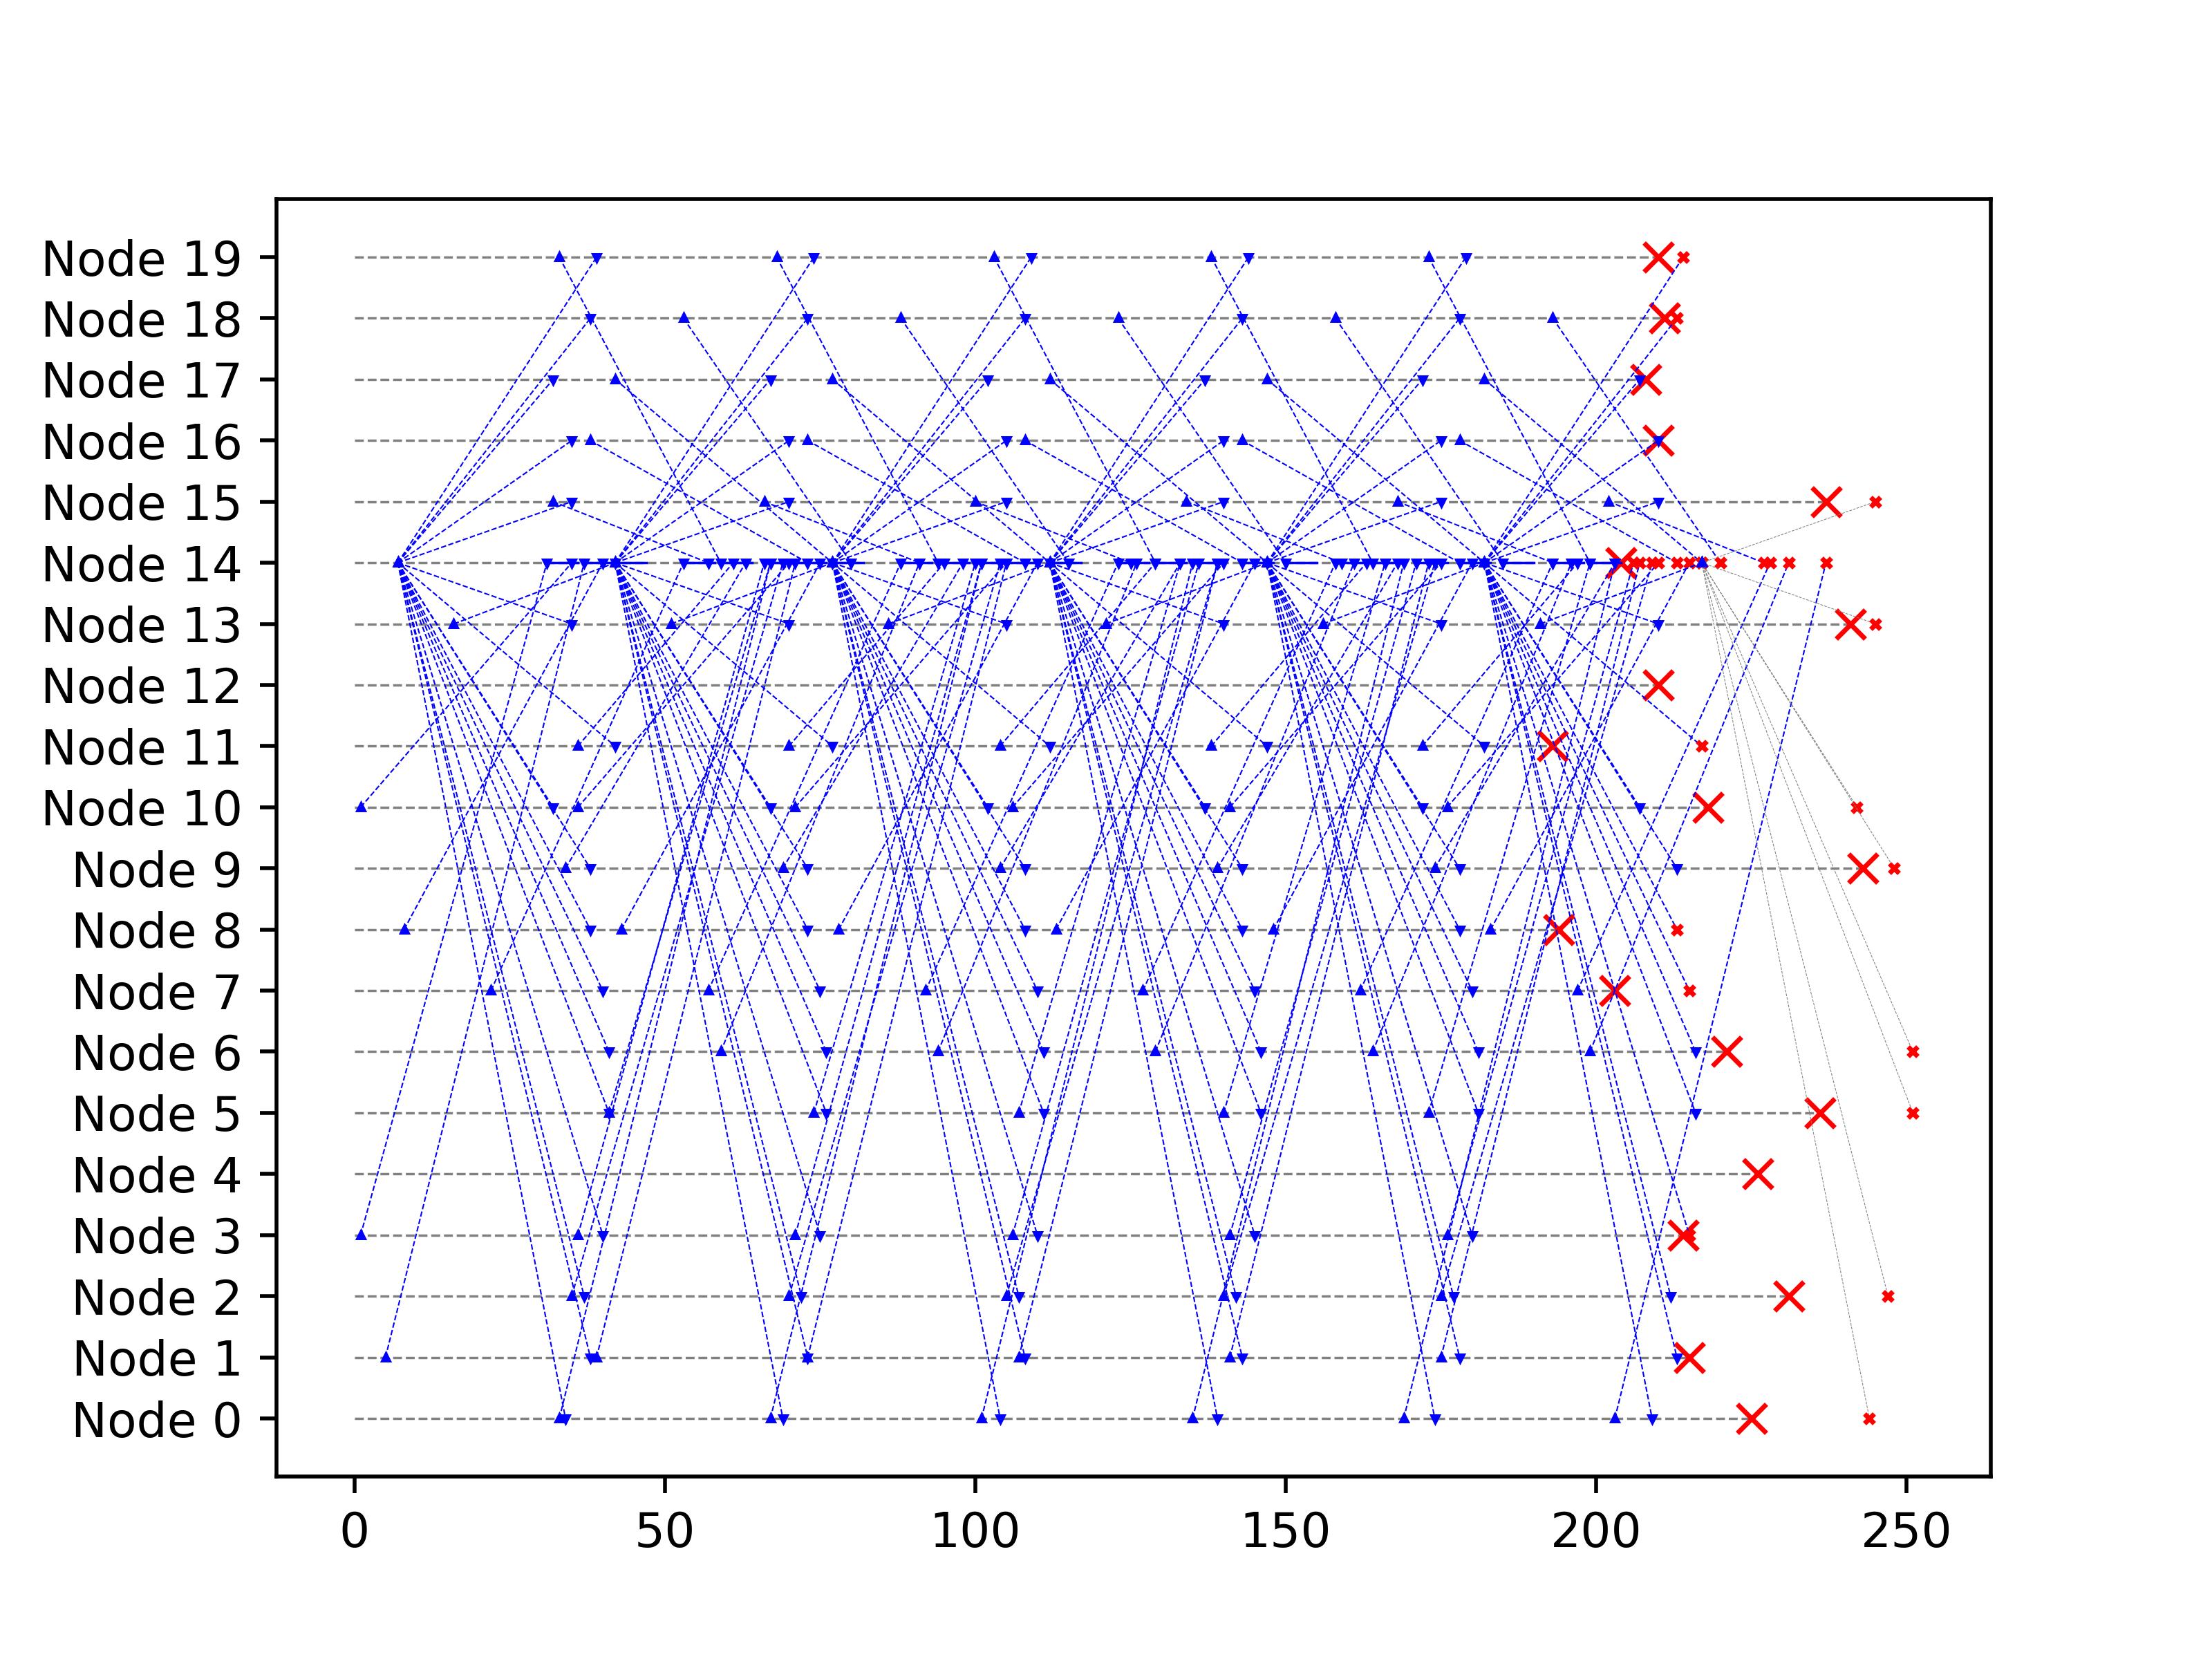 Node 19
Node 18
Node 17
Node 16
Node 15
Node 14
Node 13
Node 12
Node 11
Node 10
Node 9
Node 8
Node 7
Node 6
Node 5
Node 4
Node 3
Node 2
Node 1
Node 0
0 50 100 150 200 250